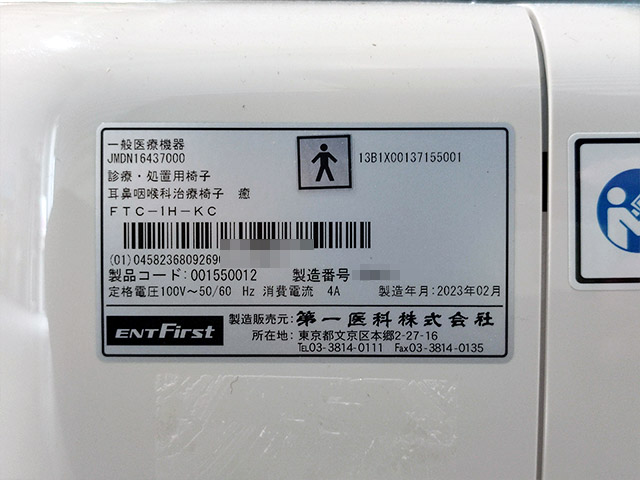 一般医療機器
JMDN16437000
13B1X00137155001
診療・処置用椅子
耳鼻咽喉科治療椅子 癒
FTC-IH-KC
(01)0458236809269
製品コード:001550012 製造番号
定格電圧100V～50/60 Hz 消費電流 4A 製造年月:2023年02月
ENTFirst
製造販売元:第一医科株式会社
所在地:東京都文京区本郷2-27-16
TEL03-3814-0111 Fax03-3814-0135